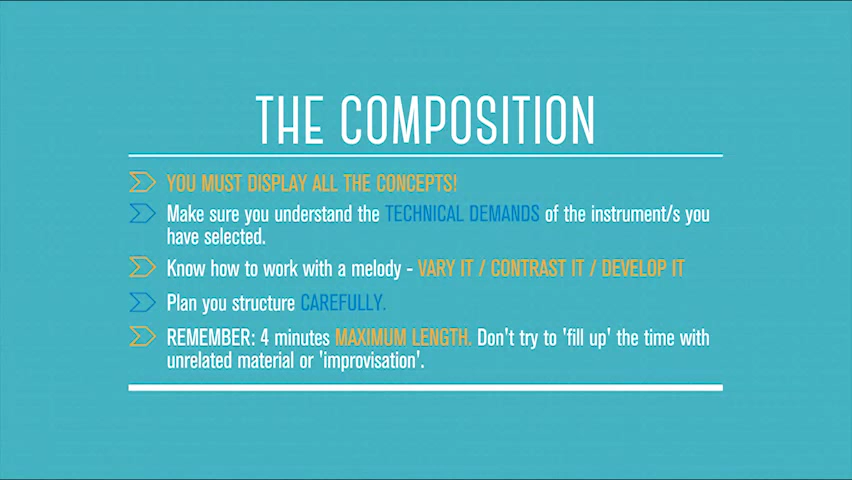 THE COMPOSITION
YOU MUST DISPLAY ALL THE CONCEPTS!
Make sure you understand the TECHNICAL DEMANDS of the instrument/s you
have selected.
Know how to work with a melody - VARY IT / CONTRAST IT / DEVELOP IT
Plan you structure CAREFULLY.
REMEMBER: 4 minutes MAXIMUM LENGTH. Don't try to 'fill up' the time with
unrelated material or 'improvisation'.